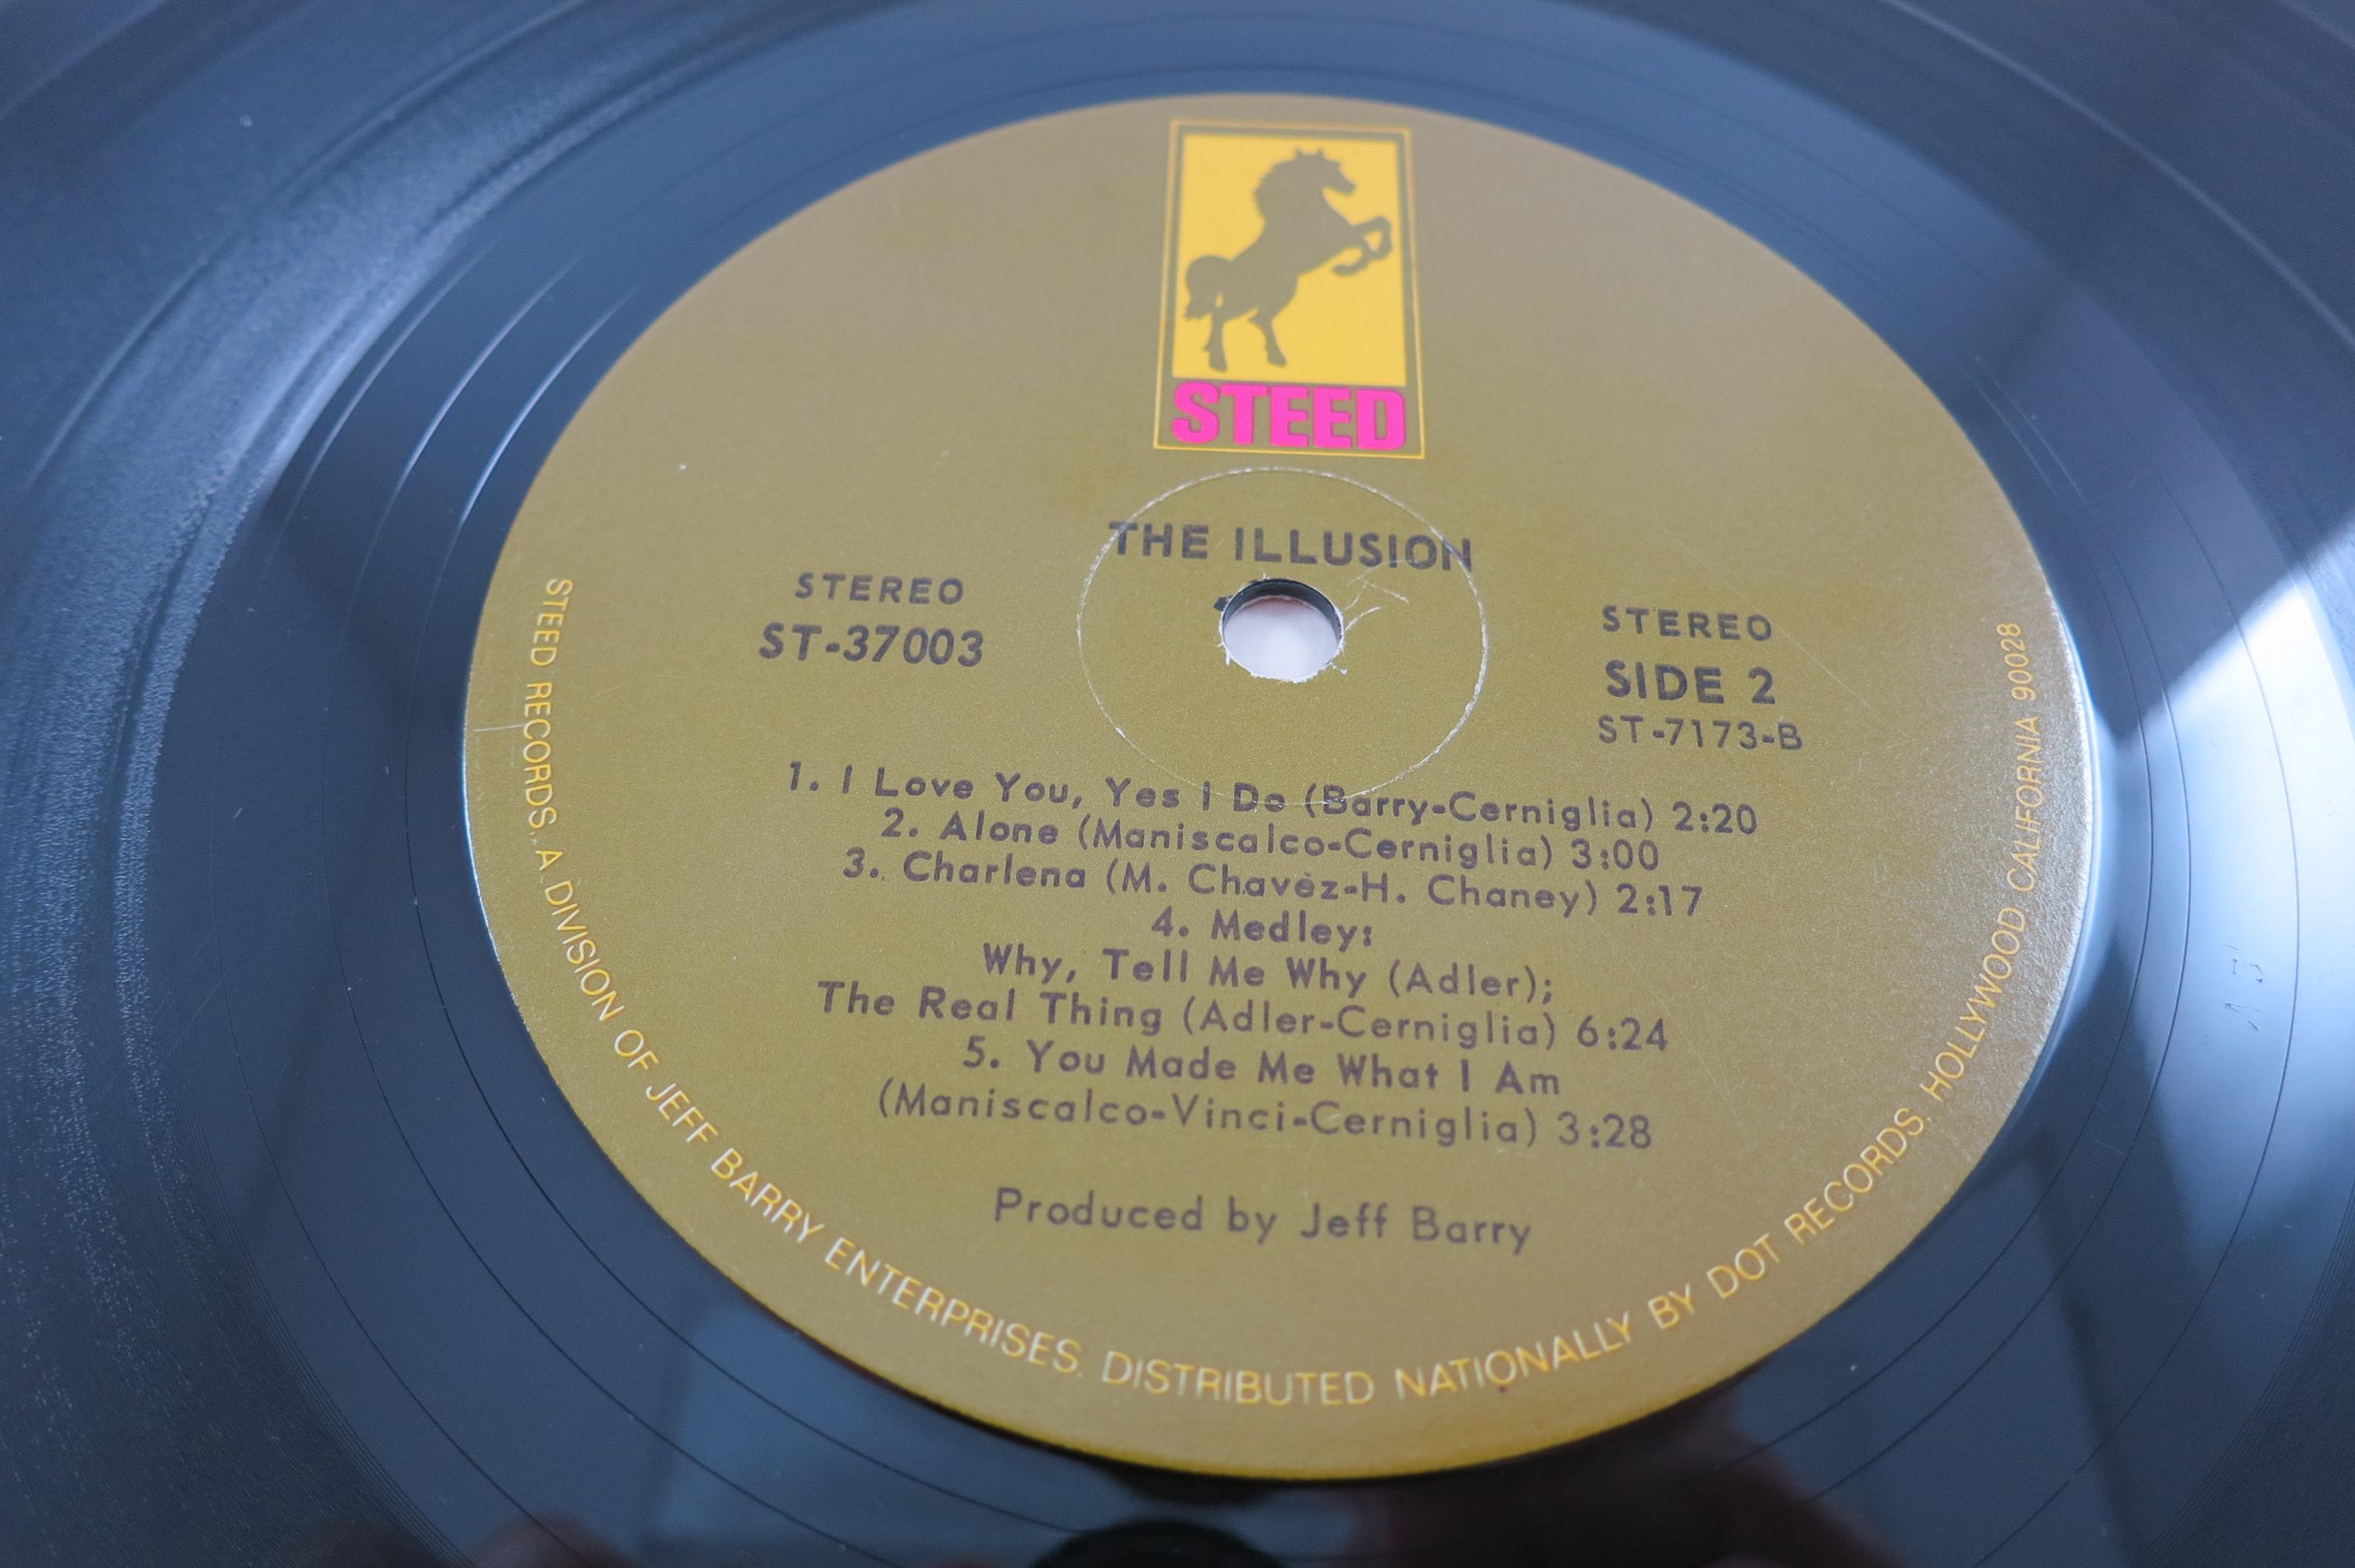 STEED
THE ILLUSION
STEREO
ST-37003
STEREO
SIDE 2
ST-7173-B
1. I Love You, Yes I Do (Barry-Cerniglia) 2:20
2. Alone (Maniscalco-Cerniglia) 3:00
3. Charlena (M. Chavèz-H. Chaney) 2:17
4. Medley:
Why, Tell Me Why (Adler);
The Real Thing (Adler-Cerniglia) 6:24
5. You Made Me What I Am
(Maniscalco-Vinci-Cerniglia) 3:28
Produced by Jeff Barry
STEED RECORDS. A DIVISION OF JEFF BARRY ENTERPRISES. DISTRIBUTED NATIONALLY BY DOT RECORDS, HOLLYWOOD CALIFORNIA 90028